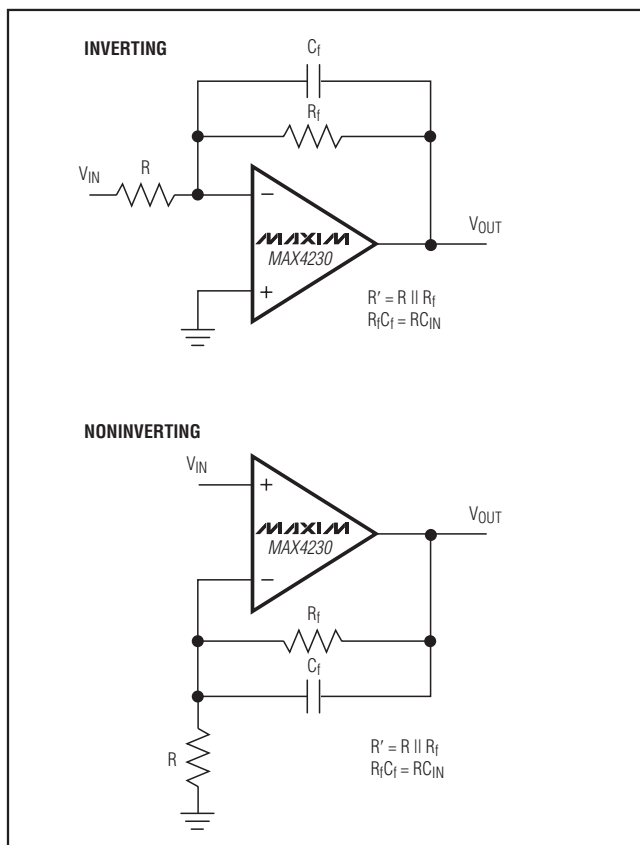 INVERTING
Cf
Rf
VIN
R
−
MAXIM
MAX4230
+
VOUT
R′ = R || Rf
RfCf = RCIN
NONINVERTING
VIN
+
MAXIM
MAX4230
−
VOUT
Rf
Cf
R
R′ = R || Rf
RfCf = RCIN